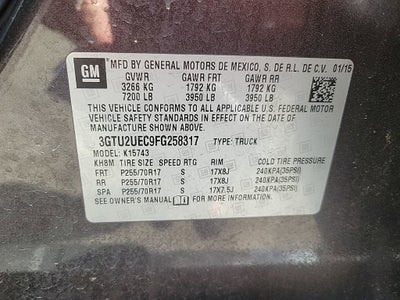 GM
MFD BY GENERAL MOTORS DE MEXICO, S. DE R.L. DE C.V. 01/15
GVWR GAWR FRT GAWR RR
3266 KG 1792 KG 1792 KG
7200 LB 3950 LB 3950 LB
THIS VEHICLE CONFORMS TO ALL APPLICABLE U.S. FEDERAL MOTOR
VEHICLE SAFETY STANDARDS IN EFFECT ON THE DATE OF
MANUFACTURE SHOWN ABOVE.
3GTU2UEC9FG258317 TYPE: TRUCK
MODEL: K15743
KH8M TIRE SIZE SPEED RTG RIM COLD TIRE PRESSURE
FRT P255/70R17 S 17X8J 240KPA(35PSI)
RR P255/70R17 S 17X8J 240KPA(35PSI)
SPA P255/70R17 S 17X7.5J 240KPA(35PSI)
SEE OWNER'S MANUAL FOR MORE INFORMATION.